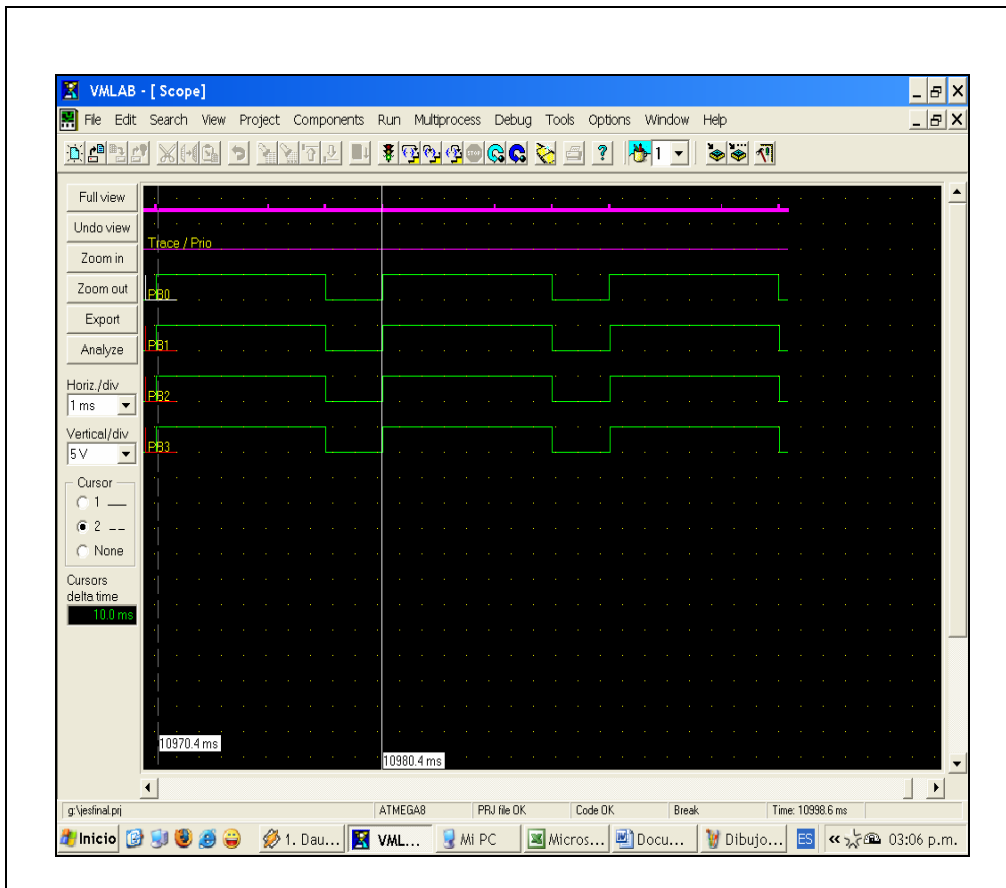 VMLAB - [ Scope]
File Edit Search View Project Components Run Multiprocess Debug Tools Options Window Help
1
Full view
Undo view
Zoom in
Zoom out
Export
Analyze
Horiz./div
1 ms
Vertical/div
5 V
Cursor
1
2
None
Cursors
delta time
10.0 ms
Trace / Prio
PB0
PB1
PB2
PB3
10970.4 ms
10980.4 ms
g:\jesfinal.prj ATMEGA8 PRJ file OK Code OK Break Time: 10998.6 ms
Inicio 1. Dau... VML... Mi PC Micros... Docu... Dibujo... ES « 03:06 p.m.